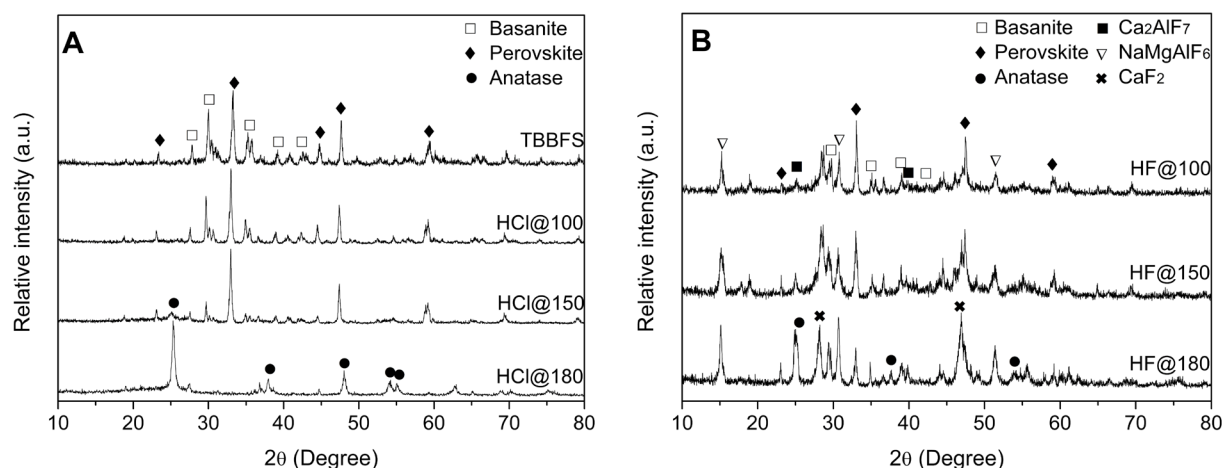 A
□ Basanite
◆ Perovskite
● Anatase
TBBFS
HCl@100
HCl@150
HCl@180
Relative intensity (a.u.)
10 20 30 40 50 60 70 80
2θ (Degree)
B
□ Basanite ■ Ca2AlF7
◆ Perovskite ▽ NaMgAlF6
● Anatase ✖ CaF2
HF@100
HF@150
HF@180
Relative intensity (a.u.)
10 20 30 40 50 60 70 80
2θ (Degree)